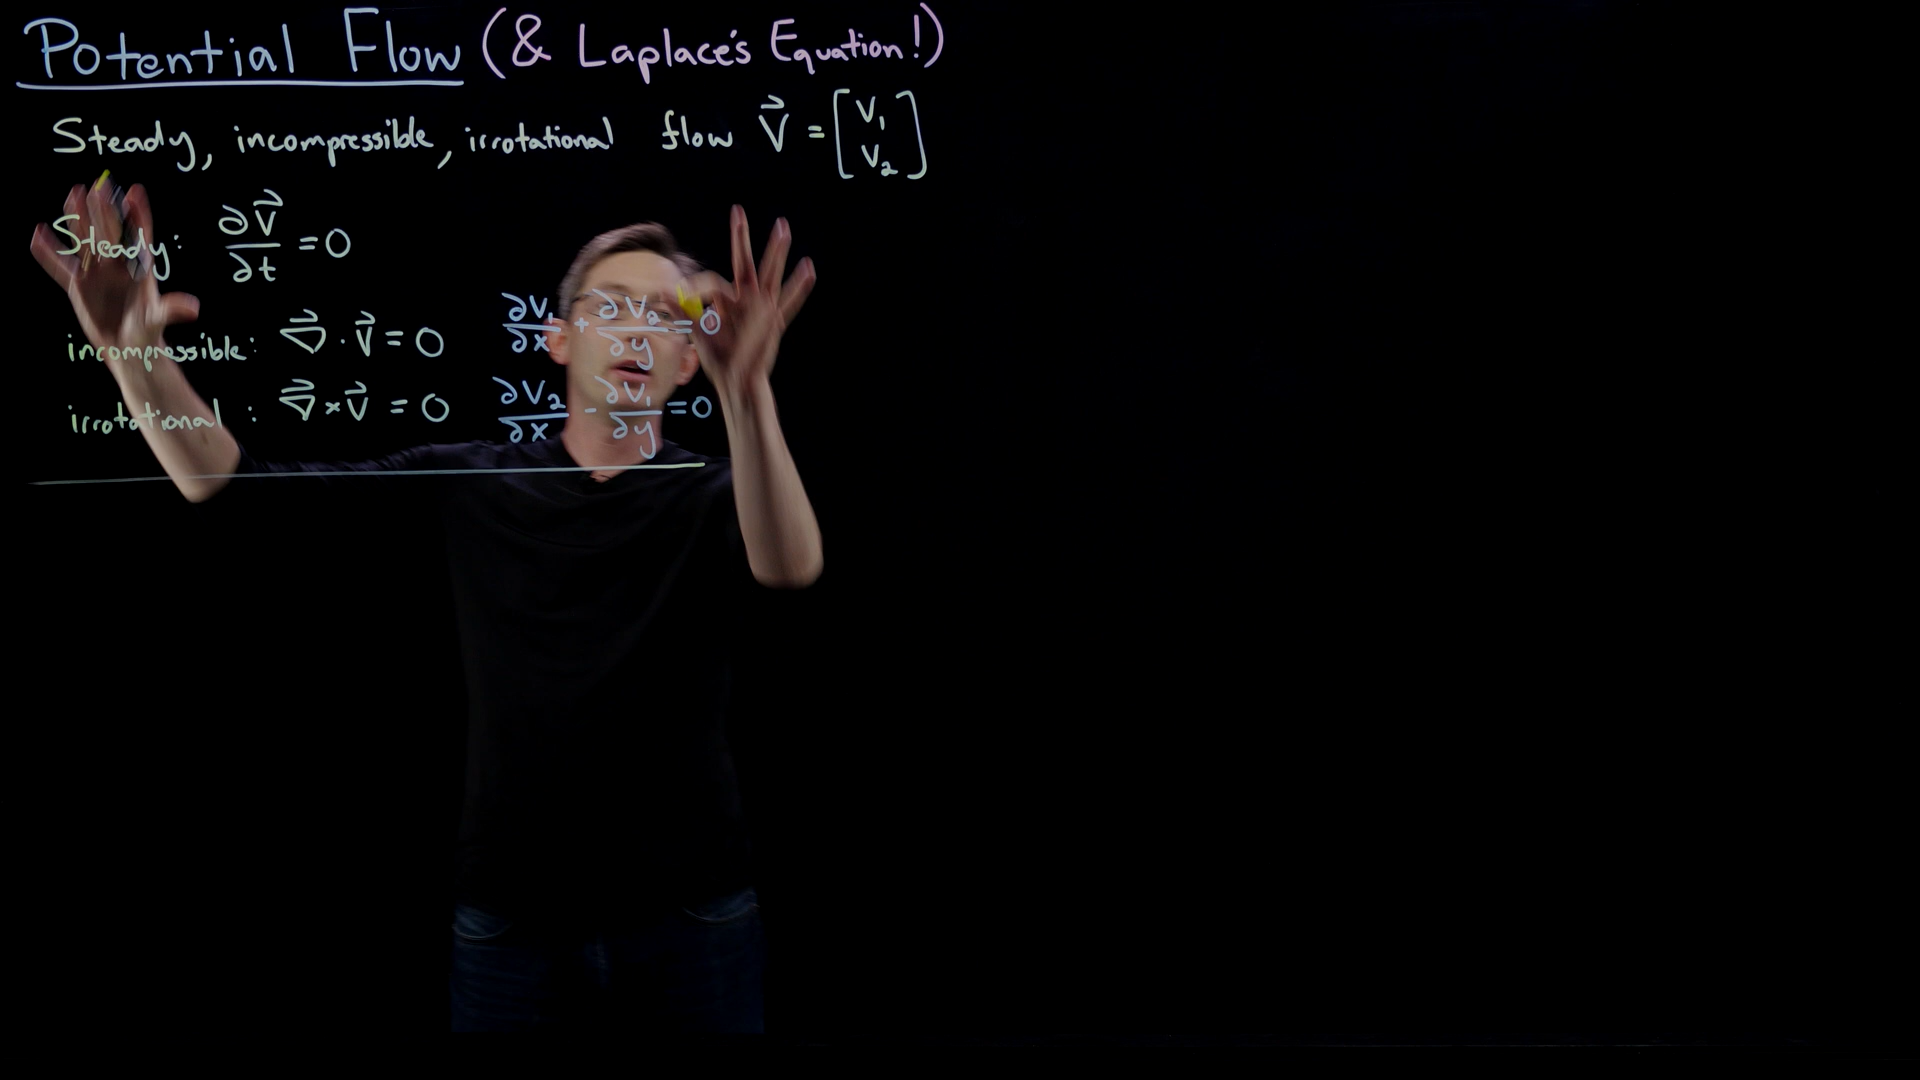 Potential Flow (& Laplace's Equation!)
Steady, incompressible, irrotational flow V⃗ = [V₁ V₂]
Steady: ∂V⃗/∂t = 0
incompressible: ∇⃗ · V⃗ = 0 ∂V₁/∂x + ∂V₂/∂y = 0
irrotational: ∇⃗ × V⃗ = 0 ∂V₂/∂x - ∂V₁/∂y = 0